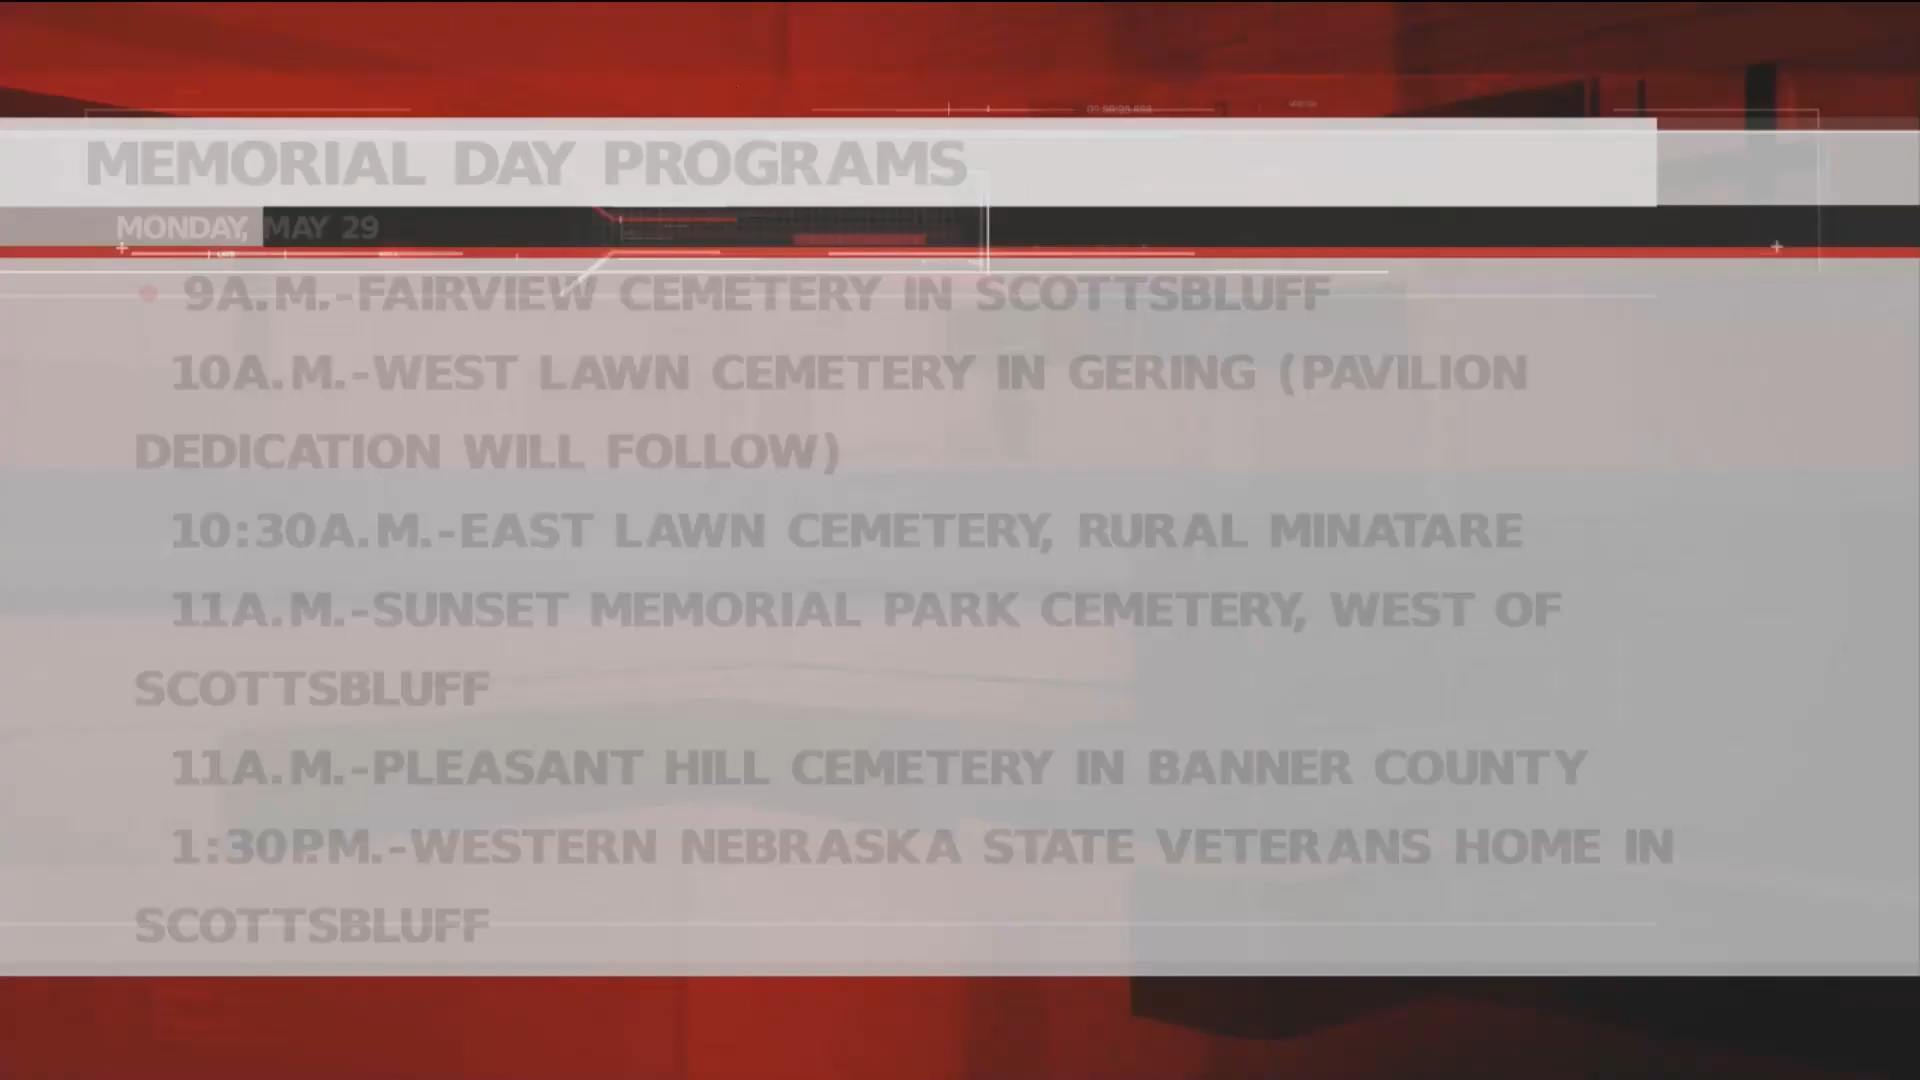 MEMORIAL DAY PROGRAMS
MONDAY, MAY 29
• 9A.M.-FAIRVIEW CEMETERY IN SCOTTSBLUFF
10A.M.-WEST LAWN CEMETERY IN GERING (PAVILION
DEDICATION WILL FOLLOW)
10:30A.M.-EAST LAWN CEMETERY, RURAL MINATARE
11A.M.-SUNSET MEMORIAL PARK CEMETERY, WEST OF
SCOTTSBLUFF
11A.M.-PLEASANT HILL CEMETERY IN BANNER COUNTY
1:30P.M.-WESTERN NEBRASKA STATE VETERANS HOME IN
SCOTTSBLUFF